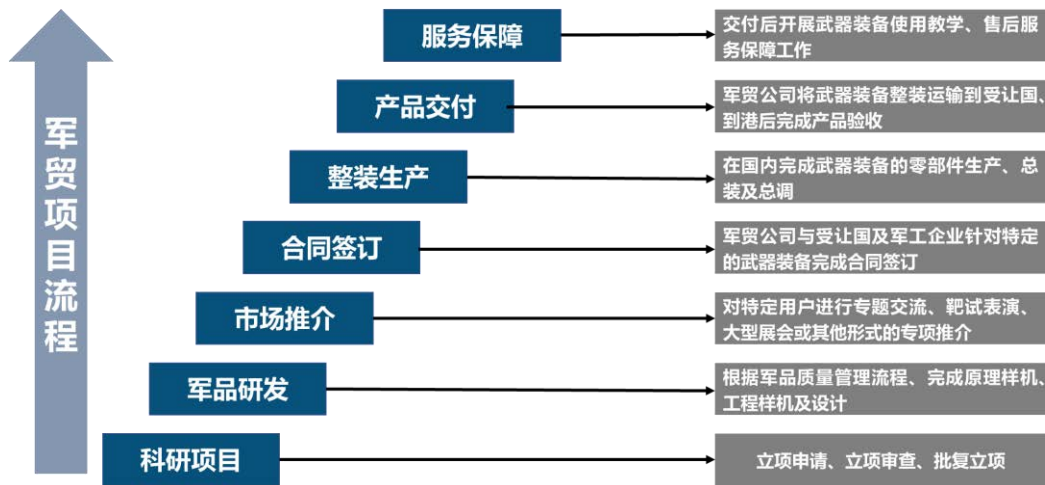 军贸项目流程
服务保障
交付后开展武器装备使用教学、售后服
务保障工作
产品交付
军贸公司将武器装备整装运输到受让国、
到港后完成产品验收
整装生产
在国内完成武器装备的零部件生产、总
装及总调
合同签订
军贸公司与受让国及军工企业针对特定
的武器装备完成合同签订
市场推介
对特定用户进行专题交流、靶试表演、
大型展会或其他形式的专项推介
军品研发
根据军品质量管理流程、完成原理样机、
工程样机及设计
科研项目
立项申请、立项审查、批复立项